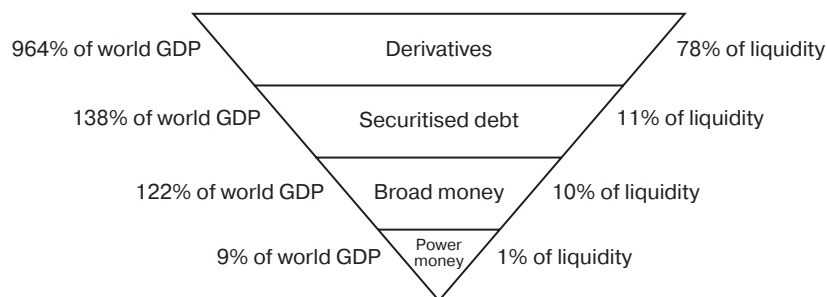 964% of world GDP Derivatives 78% of liquidity
138% of world GDP Securitised debt 11% of liquidity
122% of world GDP Broad money 10% of liquidity
Power
9% of world GDP money 1% of liquidity